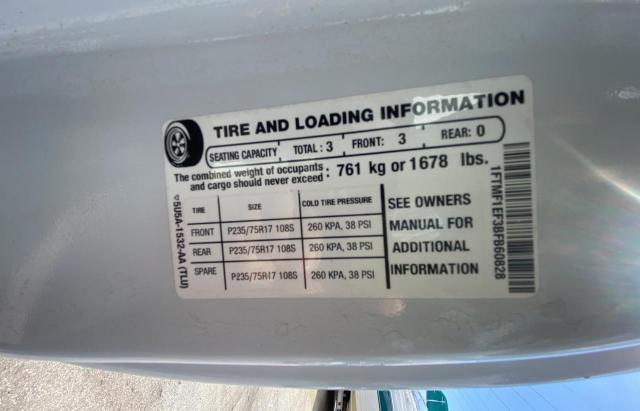 TIRE AND LOADING INFORMATION
SEATING CAPACITY TOTAL : 3 FRONT: 3 REAR: 0
The combined weight of occupants and cargo should never exceed : 761 kg or 1678 lbs.
TIRE SIZE COLD TIRE PRESSURE
FRONT P235/75R17 108S 260 KPA, 38 PSI
REAR P235/75R17 108S 260 KPA, 38 PSI
SPARE P235/75R17 108S 260 KPA, 38 PSI
SEE OWNERS
MANUAL FOR
ADDITIONAL
INFORMATION
5U5A-1532-AA (TLU)
1FTMF1EF3BFB60828